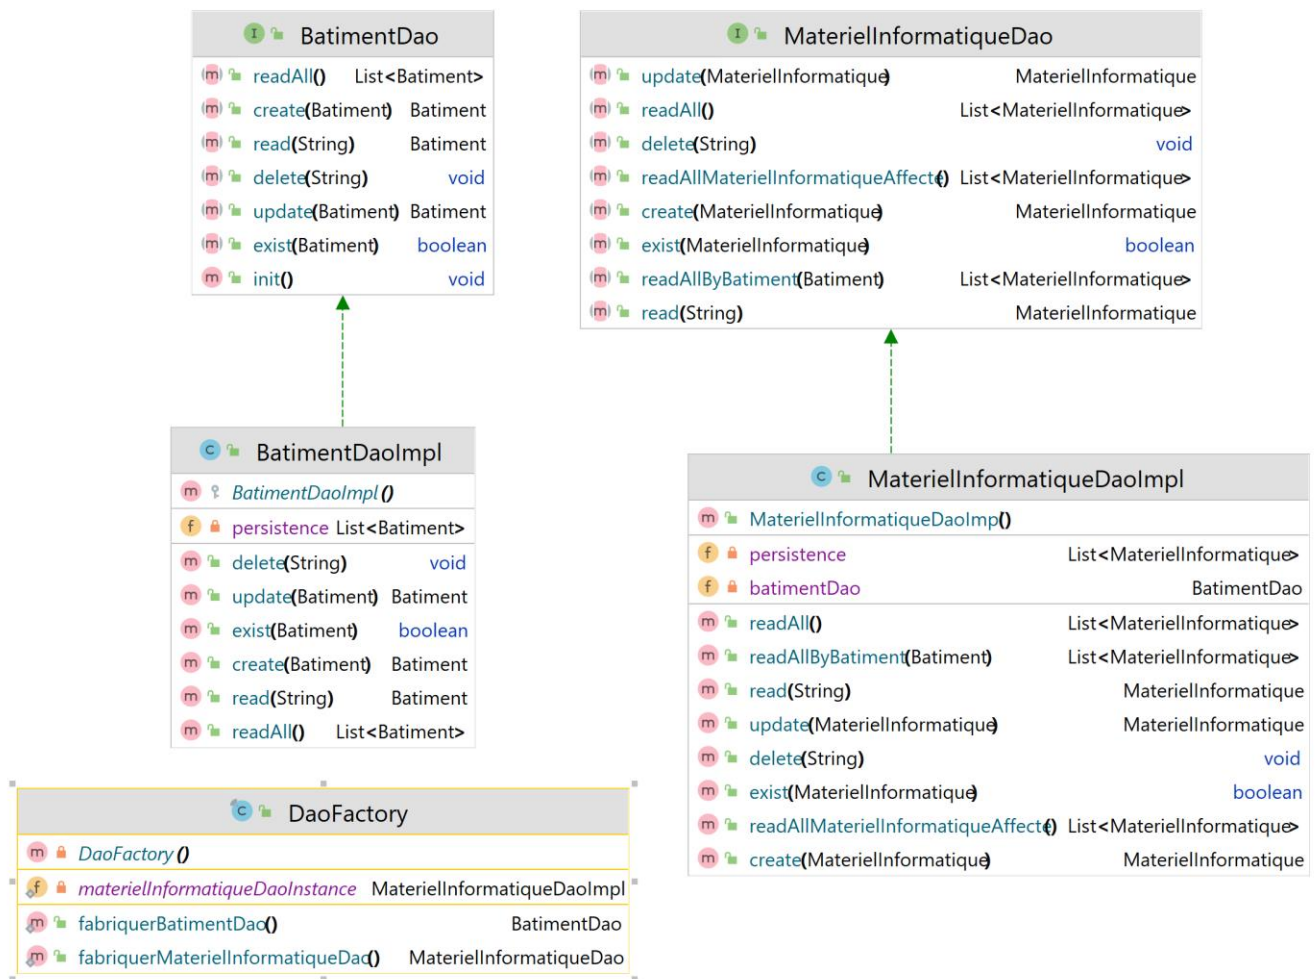 BatimentDao
readAll() List<Batiment>
create(Batiment) Batiment
read(String) Batiment
delete(String) void
update(Batiment) Batiment
exist(Batiment) boolean
init() void
MaterielInformatiqueDao
update(MaterielInformatique) MaterielInformatique
readAll() List<MaterielInformatique>
delete(String) void
readAllMaterielInformatiqueAffecte() List<MaterielInformatique>
create(MaterielInformatique) MaterielInformatique
exist(MaterielInformatique) boolean
readAllByBatiment(Batiment) List<MaterielInformatique>
read(String) MaterielInformatique
BatimentDaoImpl
BatimentDaoImpl()
persistence List<Batiment>
delete(String) void
update(Batiment) Batiment
exist(Batiment) boolean
create(Batiment) Batiment
read(String) Batiment
readAll() List<Batiment>
MaterielInformatiqueDaoImpl
MaterielInformatiqueDaoImp()
persistence List<MaterielInformatique>
batimentDao BatimentDao
readAll() List<MaterielInformatique>
readAllByBatiment(Batiment) List<MaterielInformatique>
read(String) MaterielInformatique
update(MaterielInformatique) MaterielInformatique
delete(String) void
exist(MaterielInformatique) boolean
readAllMaterielInformatiqueAffecte() List<MaterielInformatique>
create(MaterielInformatique) MaterielInformatique
DaoFactory
DaoFactory()
materielInformatiqueDaoInstance MaterielInformatiqueDaoImpl
fabriquerBatimentDao() BatimentDao
fabriquerMaterielInformatiqueDao() MaterielInformatiqueDao